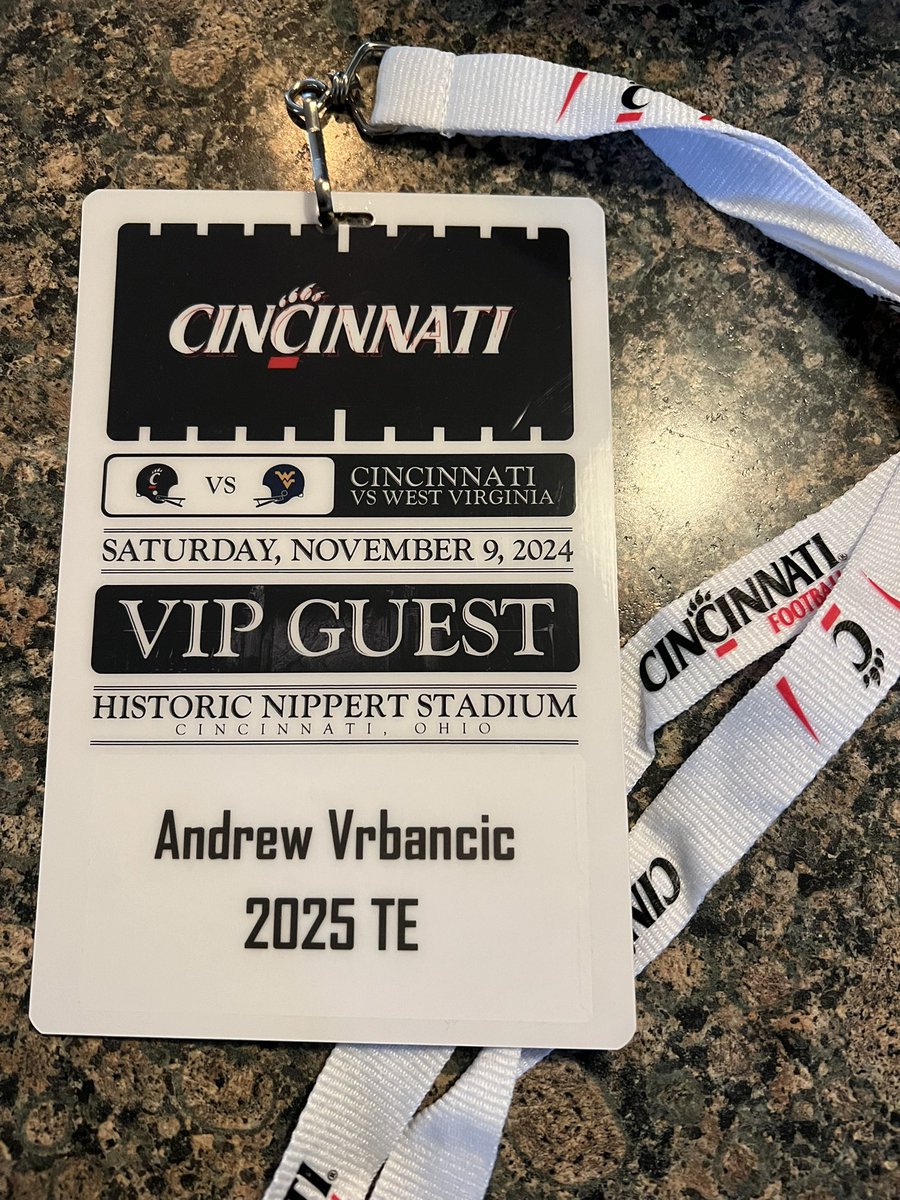 CINCINNATI
VS
CINCINNATI
VS WEST VIRGINIA
SATURDAY, NOVEMBER 9, 2024
VIP GUEST
HISTORIC NIPPERT STADIUM
CINCINNATI, OHIO
Andrew Vrbancic
2025 TE
CINCINNATI